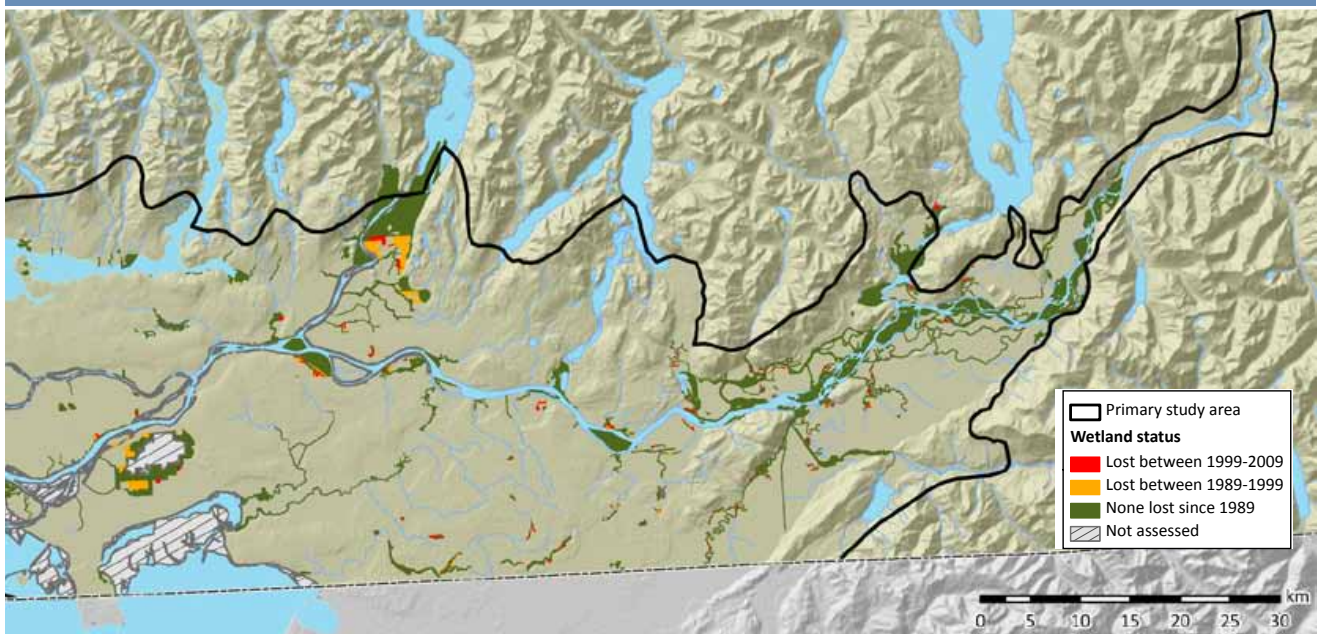 Primary study area
Wetland status
Lost between 1999-2009
Lost between 1989-1999
None lost since 1989
Not assessed
km
0 5 10 15 20 25 30